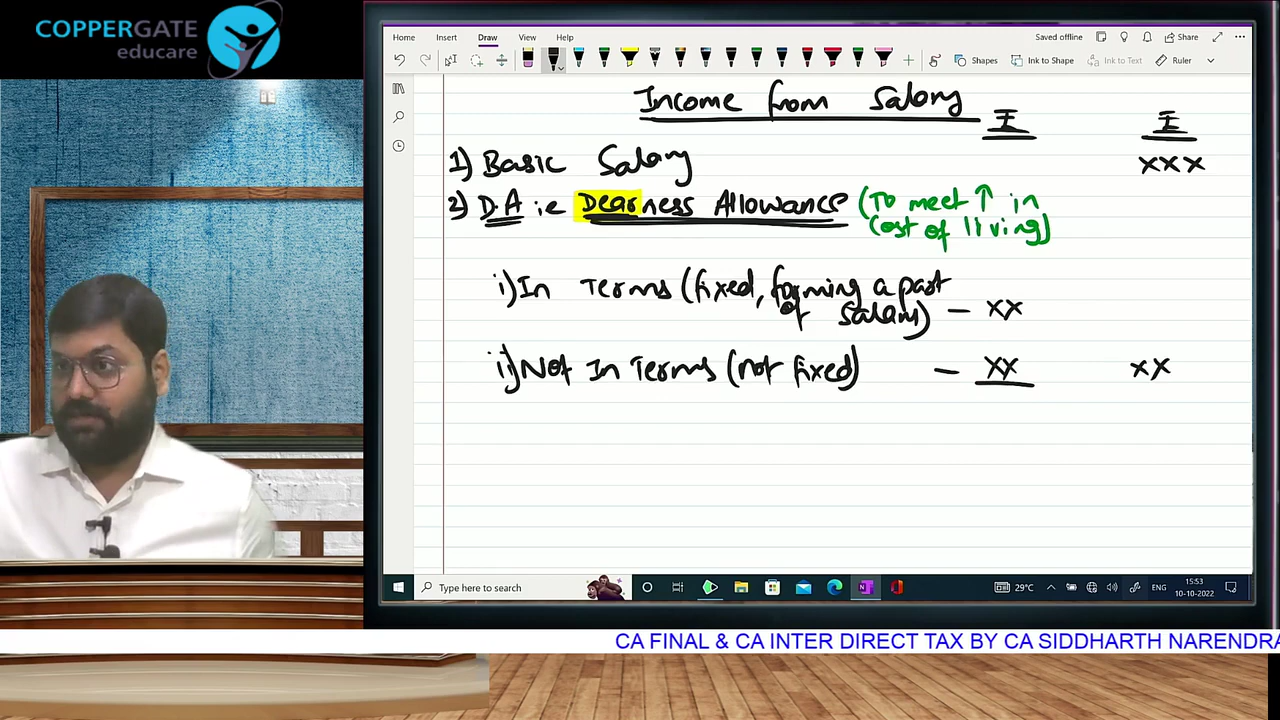 COPPERGATE
educare
Home Insert Draw View Help
Saved offline
Share
Shapes
Ink to Shape
Ink to Text
Ruler
Income from Salary
₹ ₹
1) Basic Salary xxx
2) D.A ie Dearness Allowance (To meet ↑ in
cost of living)
i) In Terms (fixed, forming a part
of Salary) – xx
ii) Not In Terms (not fixed) – xx xx
Type here to search
29°C
ENG
15:53
10-10-2022
CA FINAL & CA INTER DIRECT TAX BY CA SIDDHARTH NARENDRA